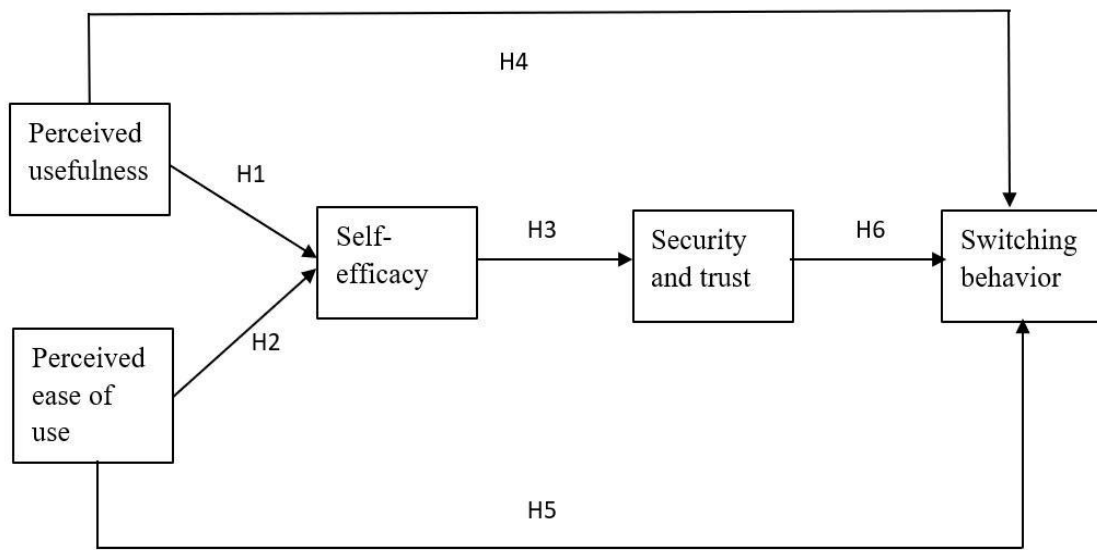 H4
Perceived
usefulness
H1
Self-
efficacy
H3
Security
and trust
H6
Switching
behavior
H2
Perceived
ease of
use
H5